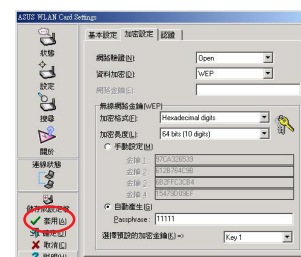 ASUS WLAN Card Settings
狀態
設定
搜尋
關於
連線狀態
套用(A)
取消(C)
基本設定 加密設定 認證
網路驗證(N): Open
資料加密(D): WEP
網路金鑰(E):
無線網路金鑰(WEP)
加密格式(F): Hexadecimal digits
加密長度(L): 64 bits (10 digits)
手動設定(M)
金鑰 1: 97CA326539
金鑰 2: 612B764C9B
金鑰 3: 6B2FFC3CB4
金鑰 4: 15479D09EF
自動產生(G)
Passphrase: 11111
選擇預設的加密金鑰(K) => Key 1